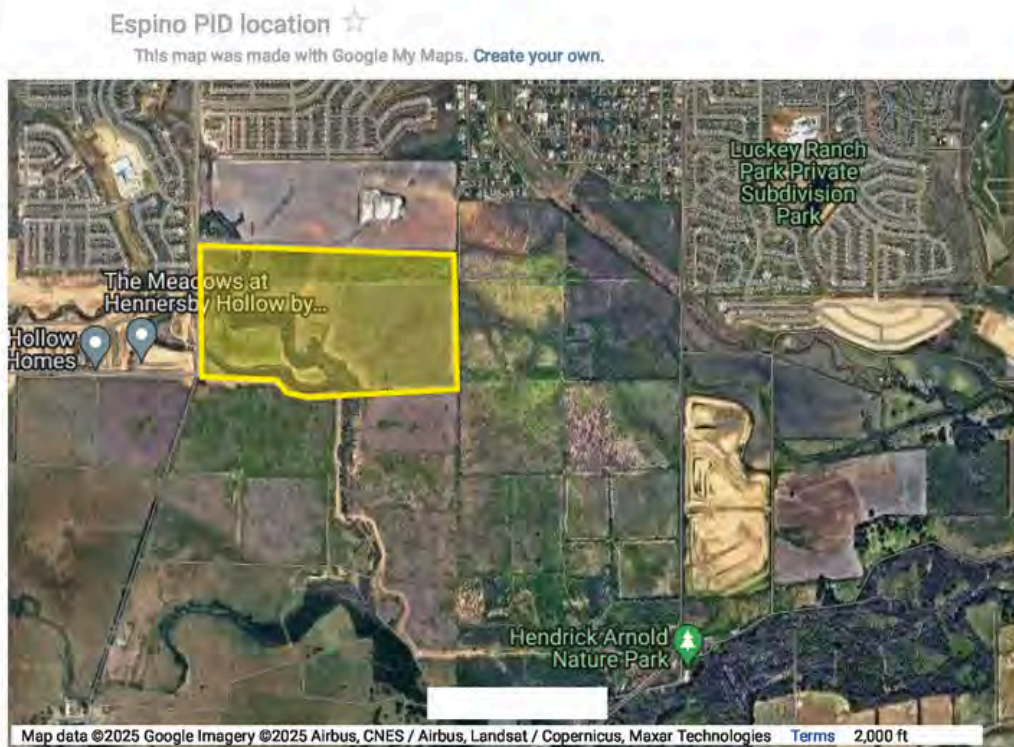 Espino PID location
This map was made with Google My Maps. Create your own.
Luckey Ranch
Park Private
Subdivision
Park
The Meadows at
Hennersby Hollow by...
Hollow
Homes
Hendrick Arnold
Nature Park
Map data ©2025 Google Imagery ©2025 Airbus, CNES / Airbus, Landsat / Copernicus, Maxar Technologies Terms 2,000 ft